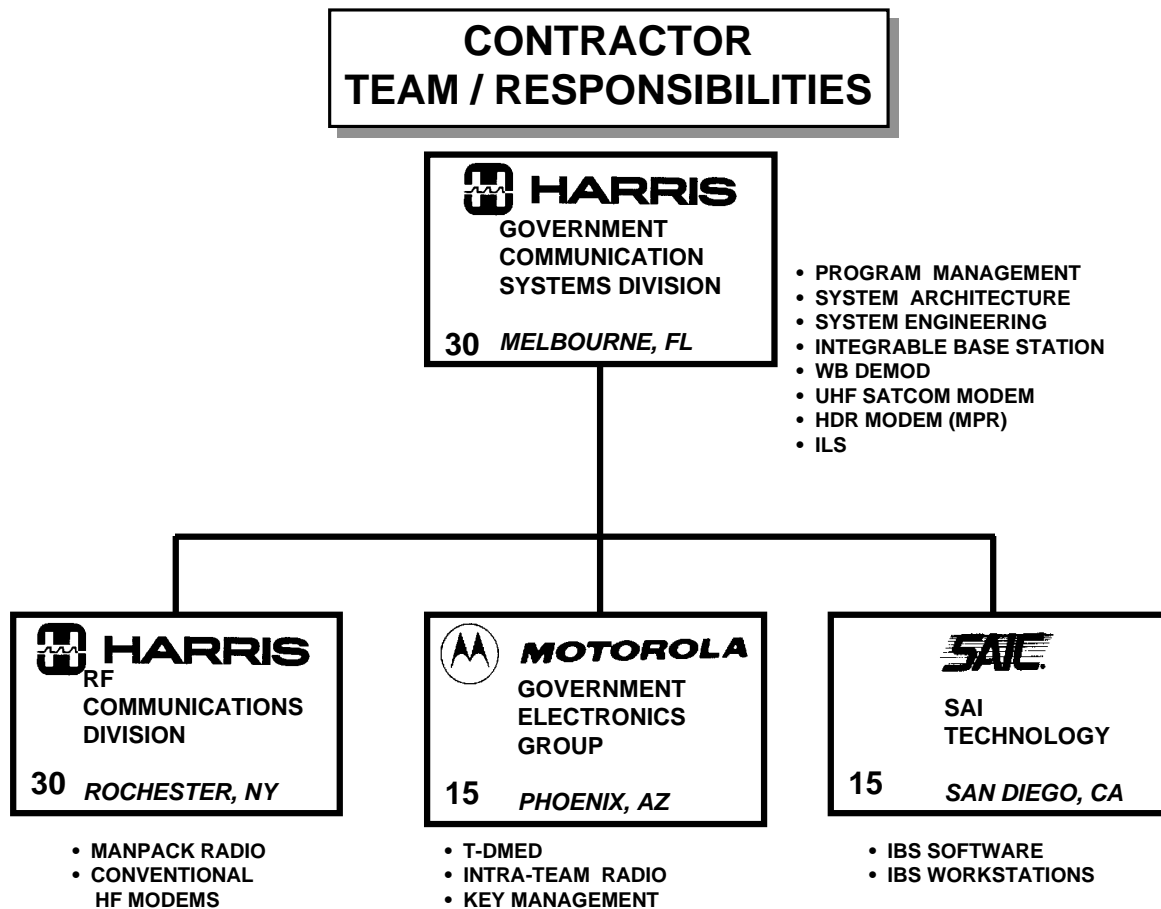 CONTRACTOR
TEAM / RESPONSIBILITIES
HARRIS
GOVERNMENT
COMMUNICATION
SYSTEMS DIVISION
30 MELBOURNE, FL
• PROGRAM MANAGEMENT
• SYSTEM ARCHITECTURE
• SYSTEM ENGINEERING
• INTEGRABLE BASE STATION
• WB DEMOD
• UHF SATCOM MODEM
• HDR MODEM (MPR)
• ILS
HARRIS
RF
COMMUNICATIONS
DIVISION
30 ROCHESTER, NY
• MANPACK RADIO
• CONVENTIONAL
HF MODEMS
MOTOROLA
GOVERNMENT
ELECTRONICS
GROUP
15 PHOENIX, AZ
• T-DMED
• INTRA-TEAM RADIO
• KEY MANAGEMENT
SAIC
SAI
TECHNOLOGY
15 SAN DIEGO, CA
• IBS SOFTWARE
• IBS WORKSTATIONS